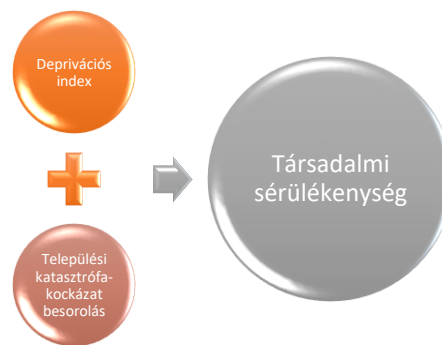 Deprivációs
index
Települési
katasztrófa-
kockázat
besorolás
Társadalmi
sérülékenység